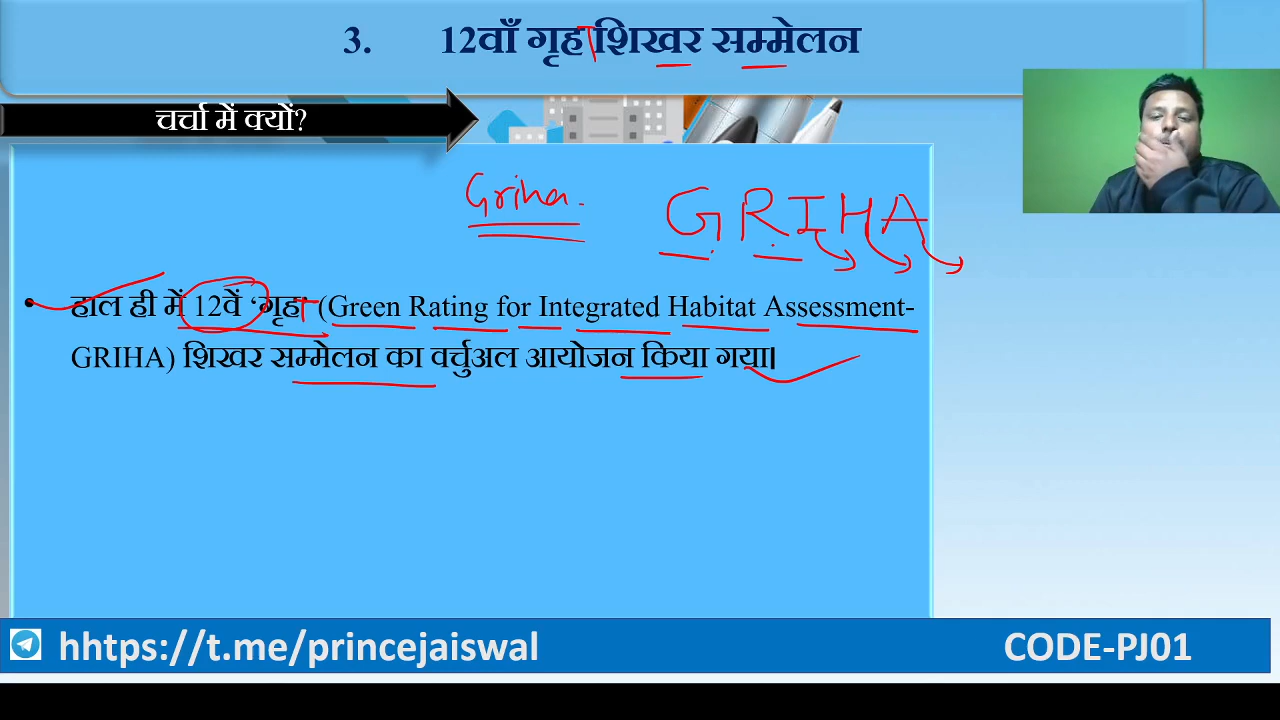 3. 12वाँ गृह शिखर सम्मेलन
चर्चा में क्यों?
Griha.
GRIHA
• हाल ही में 12वें ‘गृह’ (Green Rating for Integrated Habitat Assessment-
GRIHA) शिखर सम्मेलन का वर्चुअल आयोजन किया गया।
hhtps://t.me/princejaiswal
CODE-PJ01